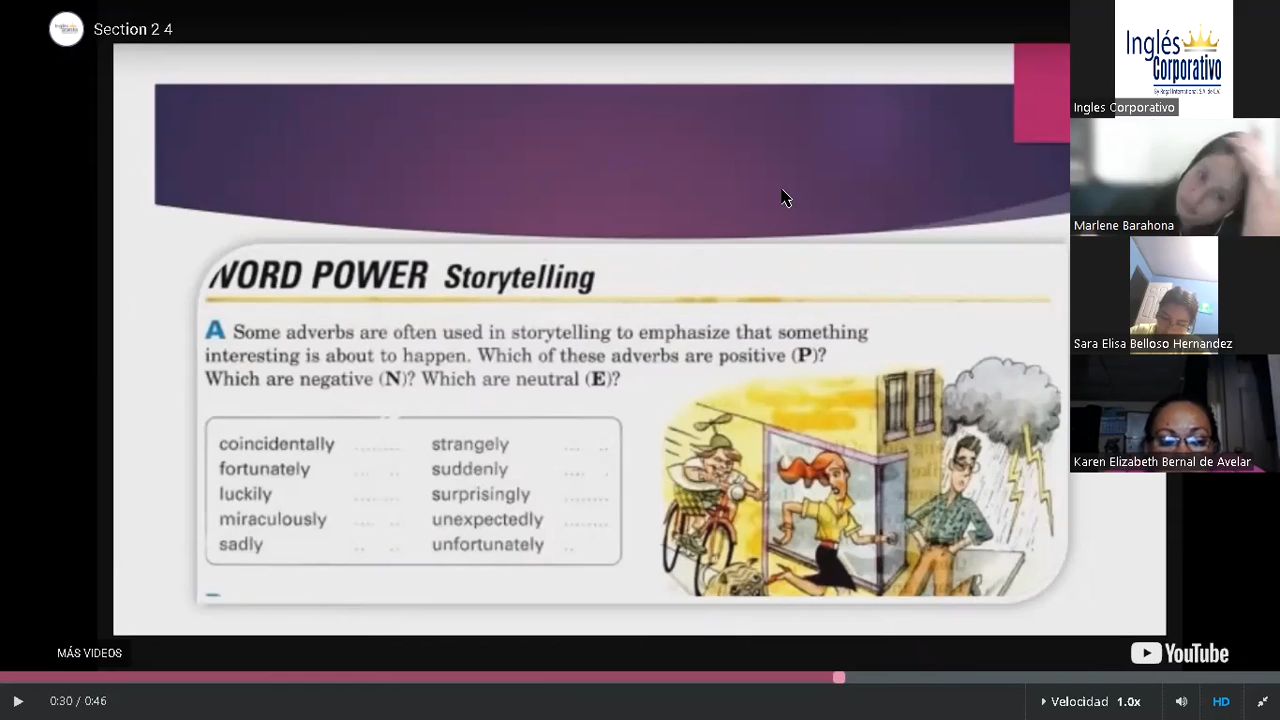 Section 2 4
Inglés
Corporativo
Ingles Corporativo
Marlene Barahona
Sara Elisa Belloso Hernandez
Karen Elizabeth Bernal de Avelar
WORD POWER Storytelling
A Some adverbs are often used in storytelling to emphasize that something
interesting is about to happen. Which of these adverbs are positive (P)?
Which are negative (N)? Which are neutral (E)?
coincidentally strangely
fortunately suddenly
luckily surprisingly
miraculously unexpectedly
sadly unfortunately
MÁS VIDEOS
YouTube
0:30 / 0:46
Velocidad 1.0x
HD